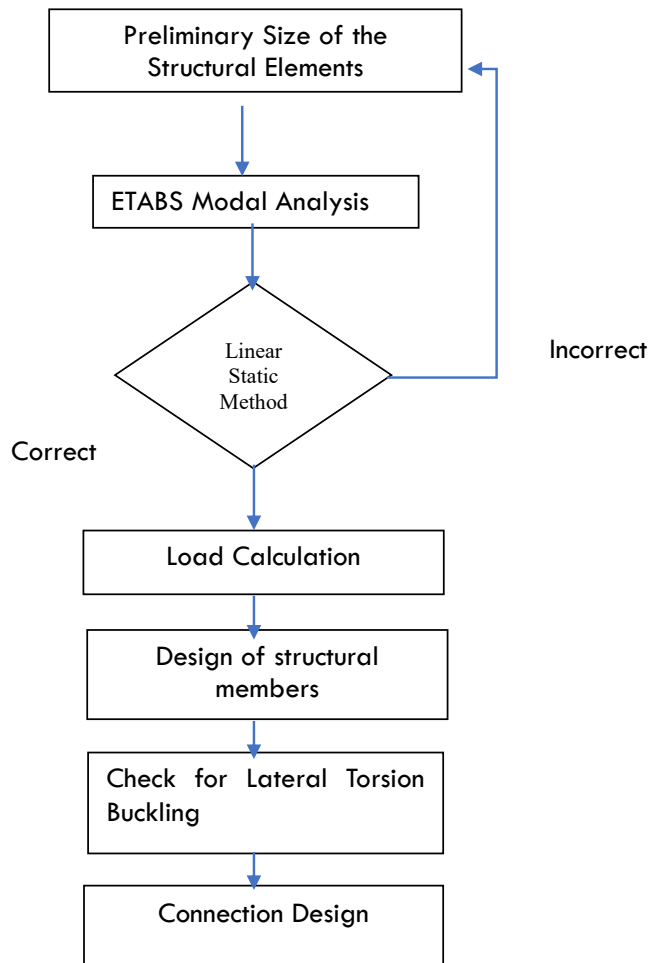 Preliminary Size of the
Structural Elements
ETABS Modal Analysis
Linear
Static
Method
Incorrect
Correct
Load Calculation
Design of structural
members
Check for Lateral Torsion
Buckling
Connection Design